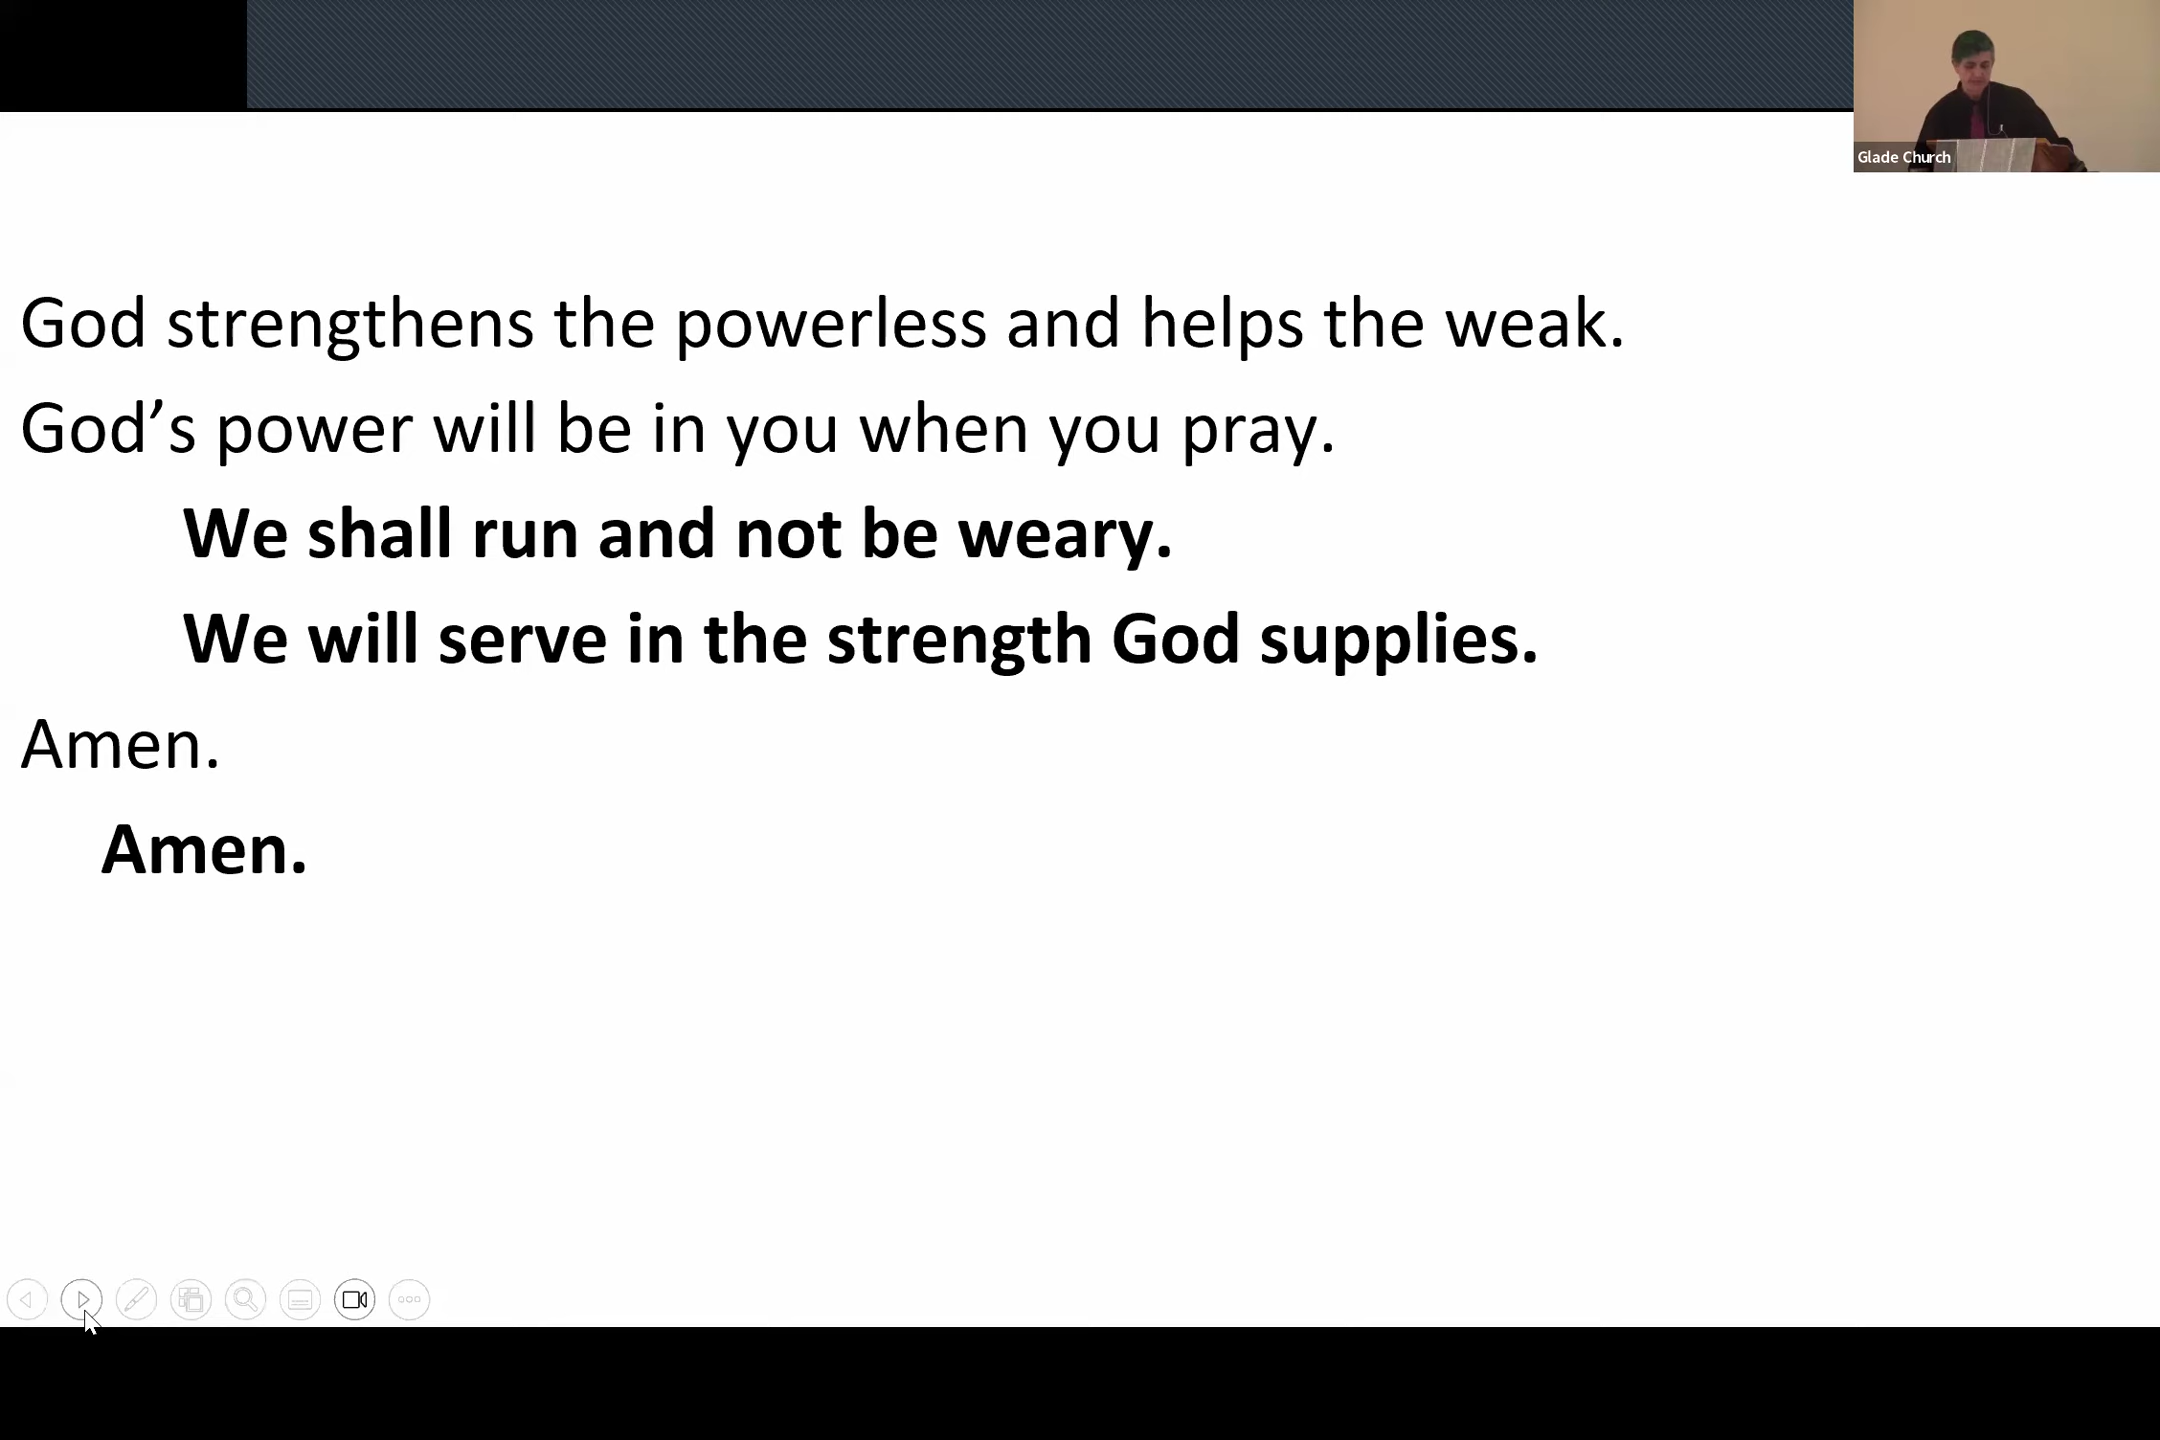 Glade Church
God strengthens the powerless and helps the weak.
God’s power will be in you when you pray.
We shall run and not be weary.
We will serve in the strength God supplies.
Amen.
Amen.